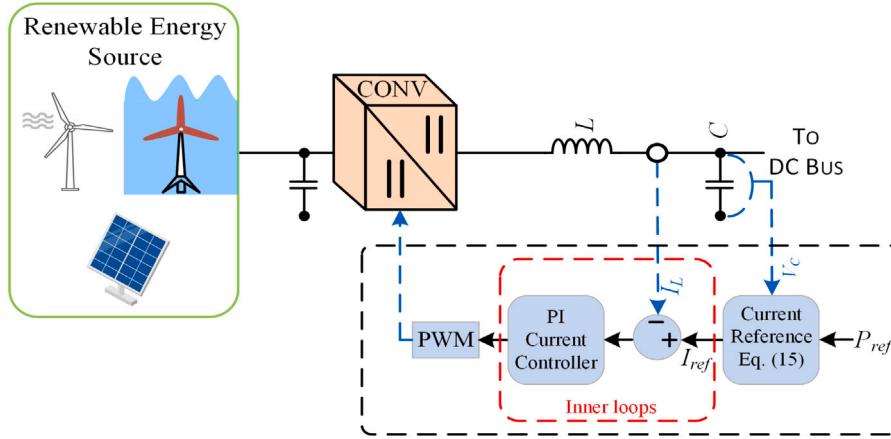 Renewable Energy
Source
CONV
L
C
TO
DC BUS
I_L
V_C
PWM
PI
Current
Controller
−
+
I_ref
Current
Reference
Eq. (15)
P_ref
Inner loops